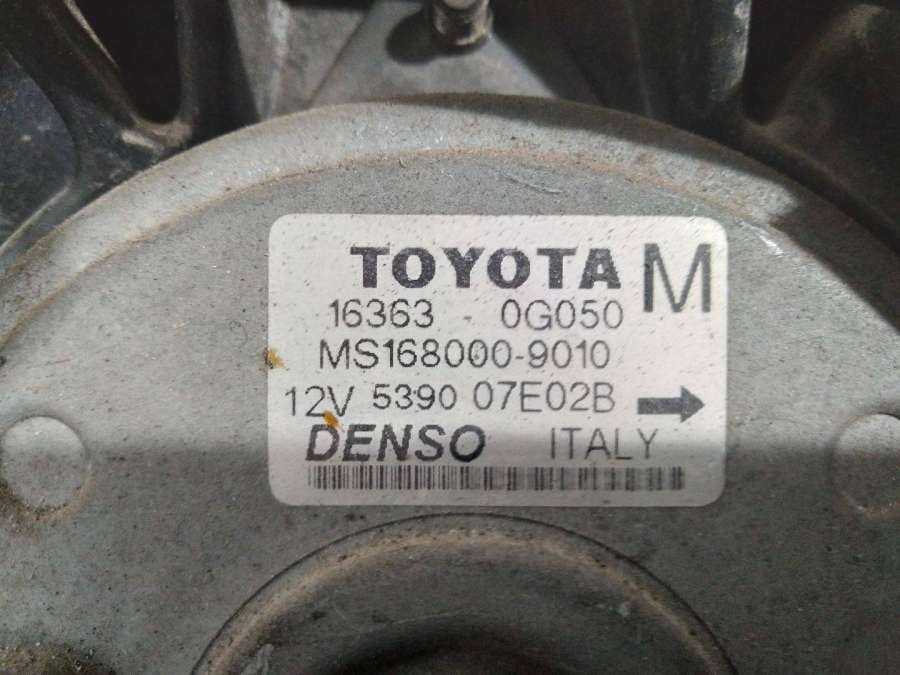 TOYOTA M
16363 - 0G050
MS168000-9010
12V 5390 07E02B
DENSO ITALY